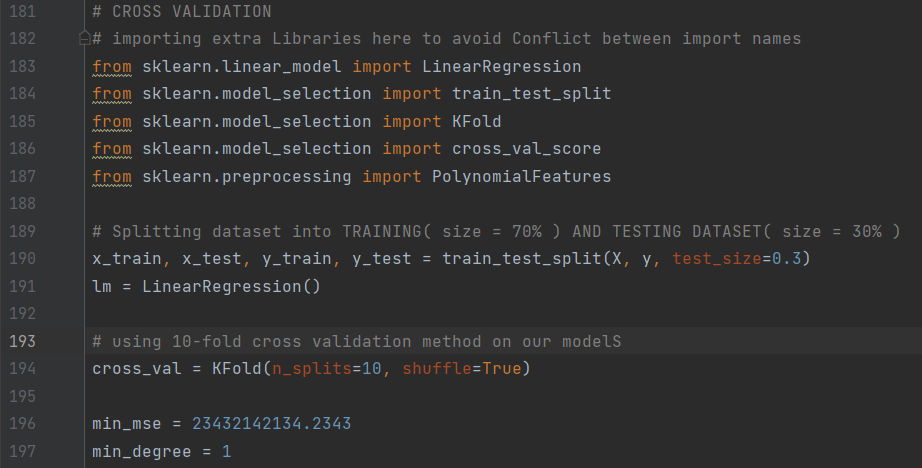 181 # CROSS VALIDATION
182 # importing extra Libraries here to avoid Conflict between import names
183 from sklearn.linear_model import LinearRegression
184 from sklearn.model_selection import train_test_split
185 from sklearn.model_selection import KFold
186 from sklearn.model_selection import cross_val_score
187 from sklearn.preprocessing import PolynomialFeatures
188
189 # Splitting dataset into TRAINING( size = 70% ) AND TESTING DATASET( size = 30% )
190 x_train, x_test, y_train, y_test = train_test_split(X, y, test_size=0.3)
191 lm = LinearRegression()
192
193 # using 10-fold cross validation method on our modelS
194 cross_val = KFold(n_splits=10, shuffle=True)
195
196 min_mse = 23432142134.2343
197 min_degree = 1